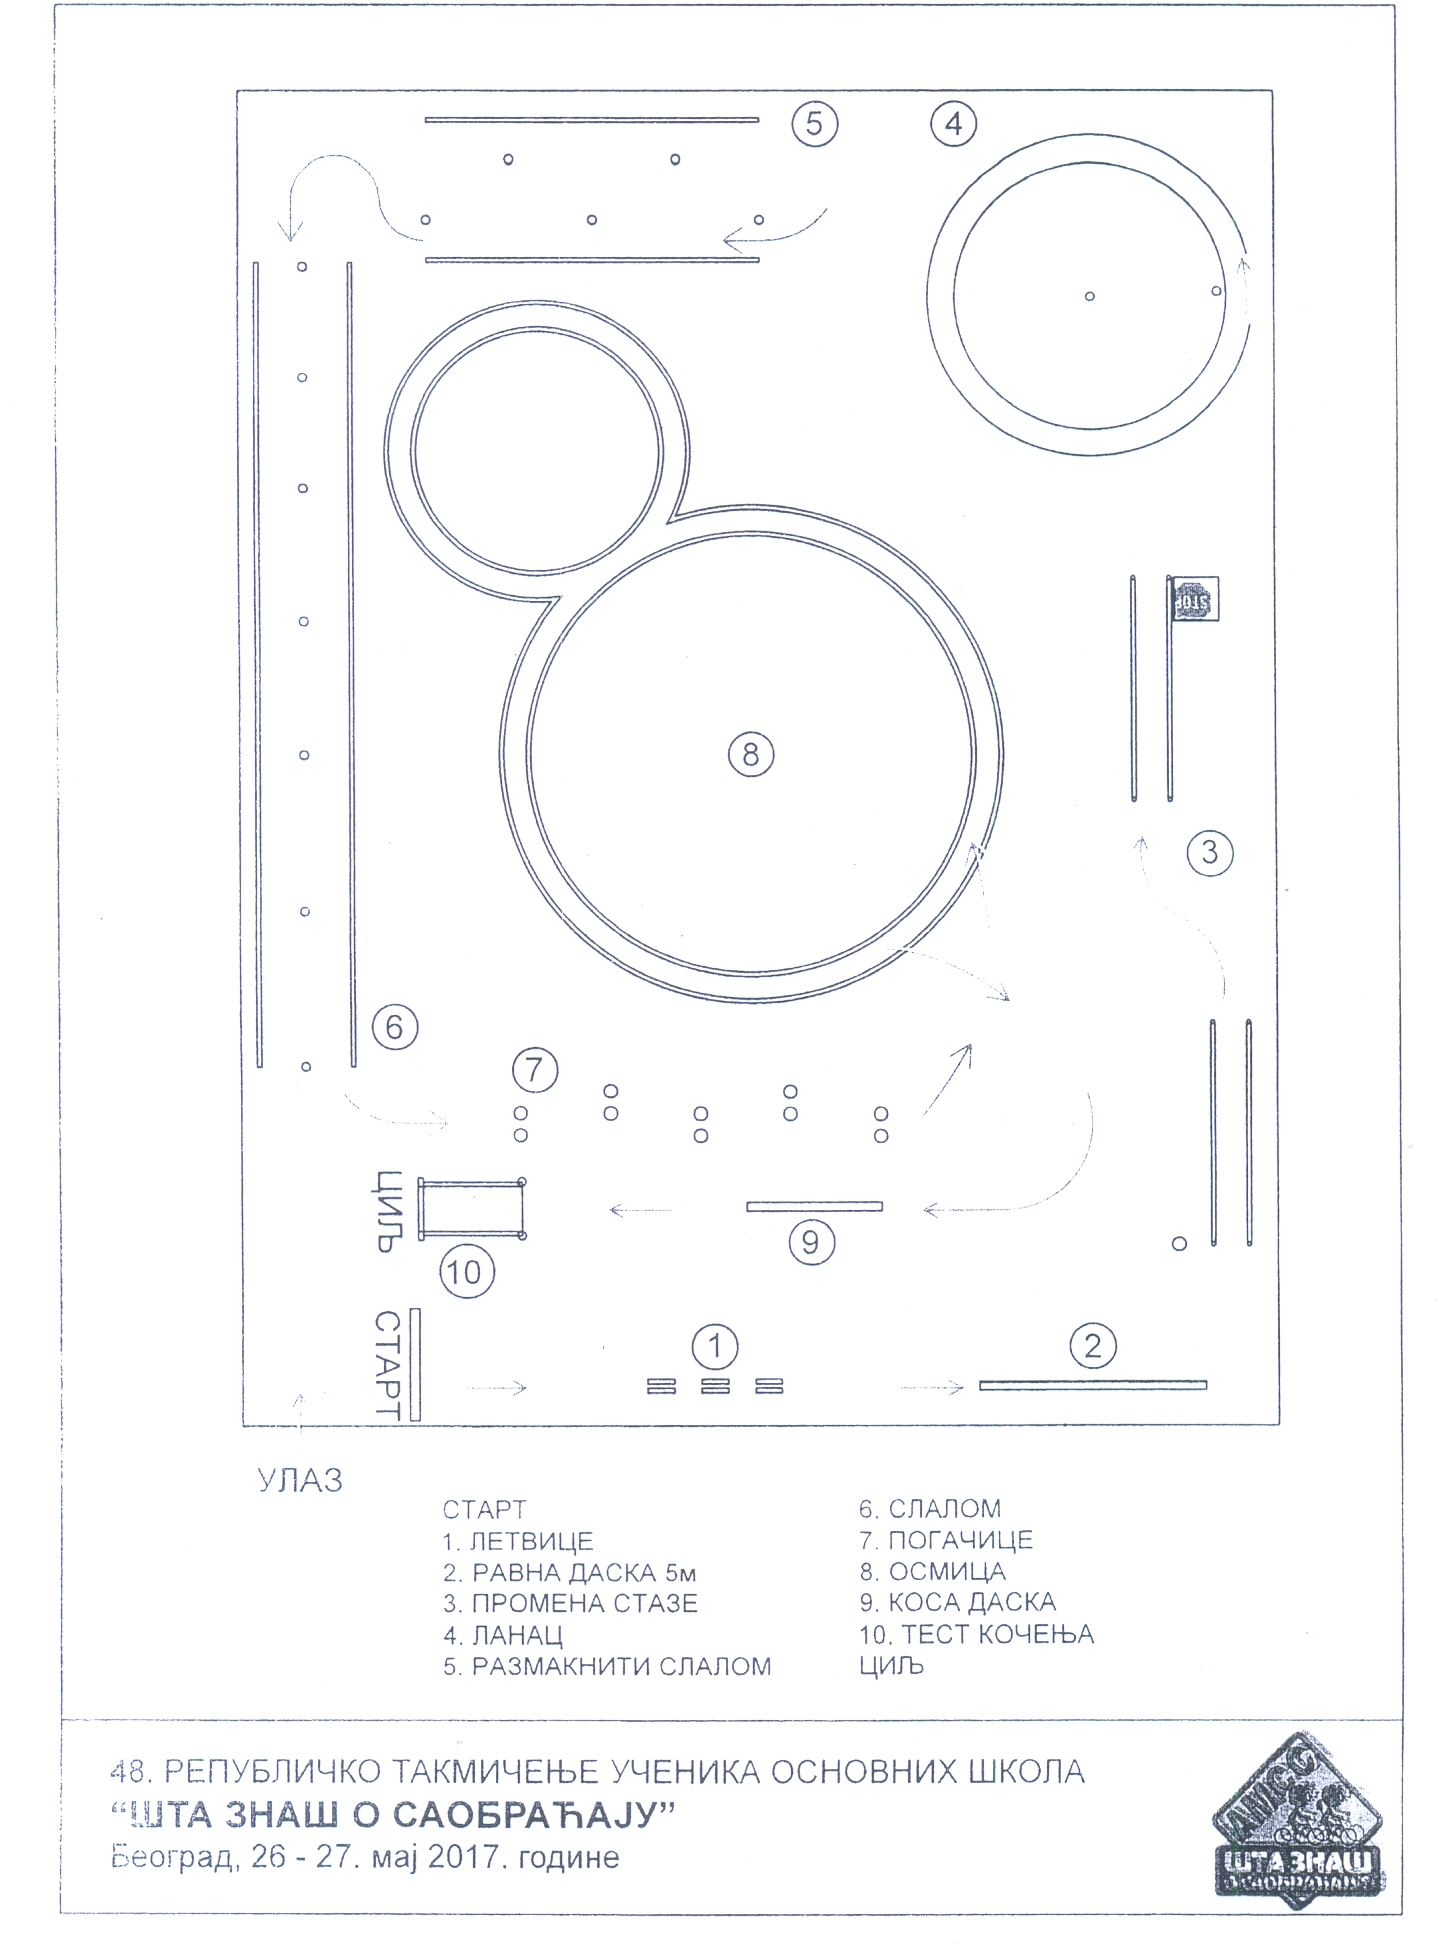 5
4
STOP
8
3
6
7
ЦИЉ
9
10
СТАРТ
1
2
УЛАЗ
СТАРТ
1. ЛЕТВИЦЕ
2. РАВНА ДАСКА 5м
3. ПРОМЕНА СТАЗЕ
4. ЛАНАЦ
5. РАЗМАКНИТИ СЛАЛОМ
6. СЛАЛОМ
7. ПОГАЧИЦЕ
8. ОСМИЦА
9. КОСА ДАСКА
10. ТЕСТ КОЧЕЊА
ЦИЉ
48. РЕПУБЛИЧКО ТАКМИЧЕЊЕ УЧЕНИКА ОСНОВНИХ ШКОЛА
“ШТА ЗНАШ О САОБРАЋАЈУ”
Београд, 26 - 27. мај 2017. године
АМСС
ШТА ЗНАШ
О САОБРАЋАЈУ?